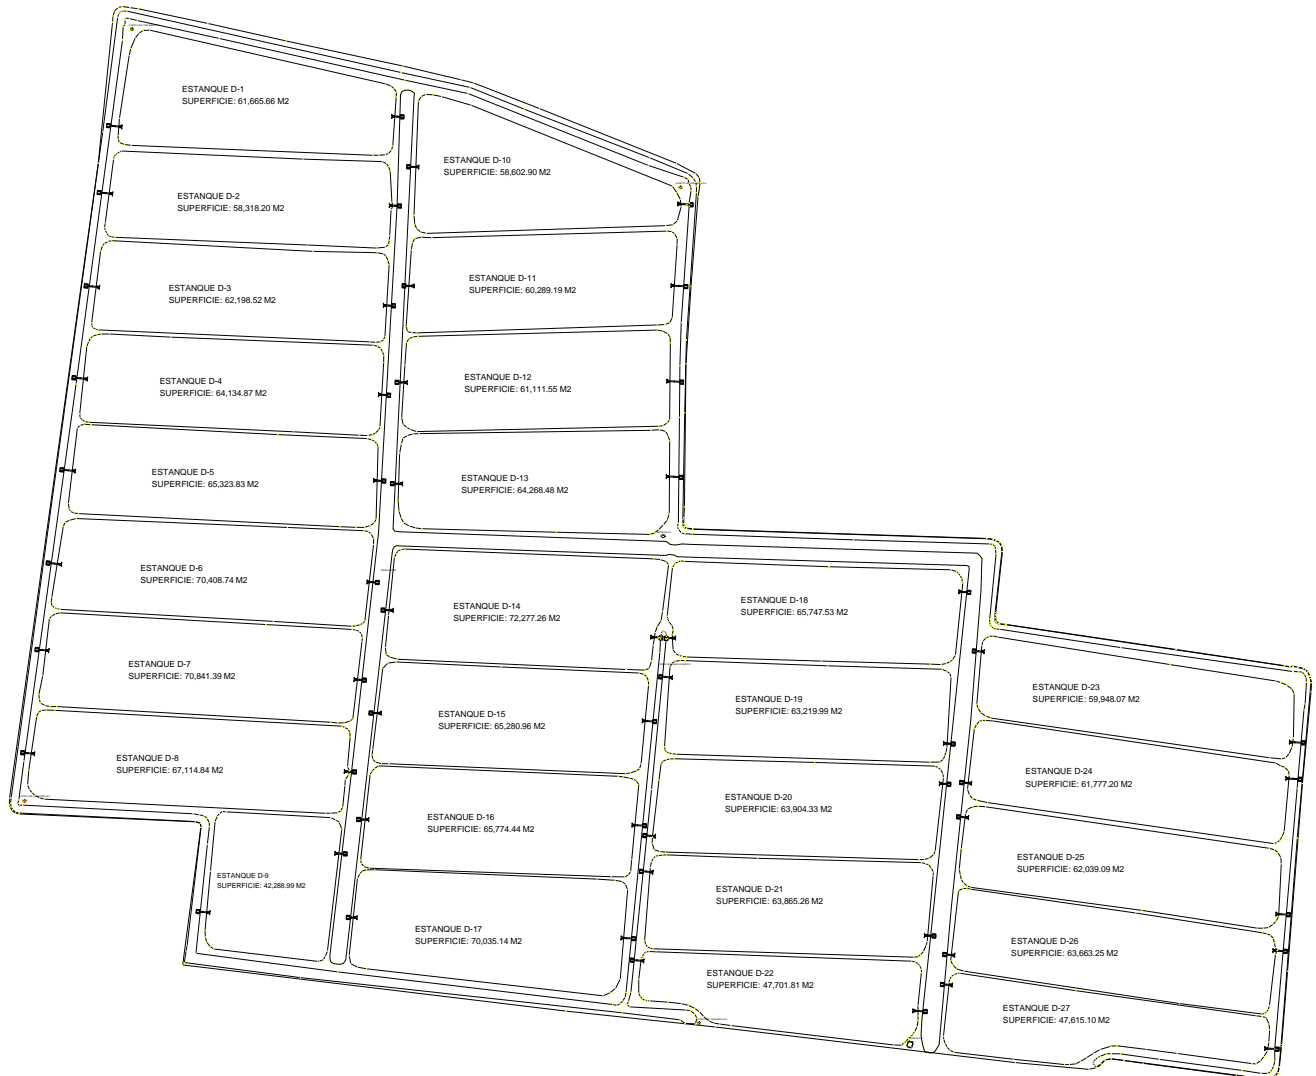 ESTANQUE D-1
SUPERFICIE: 61,665.66 M2
ESTANQUE D-2
SUPERFICIE: 58,318.20 M2
ESTANQUE D-3
SUPERFICIE: 62,198.52 M2
ESTANQUE D-4
SUPERFICIE: 64,134.87 M2
ESTANQUE D-5
SUPERFICIE: 65,323.83 M2
ESTANQUE D-6
SUPERFICIE: 70,408.74 M2
ESTANQUE D-7
SUPERFICIE: 70,841.39 M2
ESTANQUE D-8
SUPERFICIE: 67,114.84 M2
ESTANQUE D-9
SUPERFICIE: 42,288.99 M2
ESTANQUE D-10
SUPERFICIE: 58,602.90 M2
ESTANQUE D-11
SUPERFICIE: 60,289.19 M2
ESTANQUE D-12
SUPERFICIE: 61,111.55 M2
ESTANQUE D-13
SUPERFICIE: 64,268.48 M2
ESTANQUE D-14
SUPERFICIE: 72,277.26 M2
ESTANQUE D-15
SUPERFICIE: 65,280.96 M2
ESTANQUE D-16
SUPERFICIE: 65,774.44 M2
ESTANQUE D-17
SUPERFICIE: 70,035.14 M2
ESTANQUE D-18
SUPERFICIE: 65,747.53 M2
ESTANQUE D-19
SUPERFICIE: 63,219.99 M2
ESTANQUE D-20
SUPERFICIE: 63,904.33 M2
ESTANQUE D-21
SUPERFICIE: 63,865.26 M2
ESTANQUE D-22
SUPERFICIE: 47,701.81 M2
ESTANQUE D-23
SUPERFICIE: 59,948.07 M2
ESTANQUE D-24
SUPERFICIE: 61,777.20 M2
ESTANQUE D-25
SUPERFICIE: 62,039.09 M2
ESTANQUE D-26
SUPERFICIE: 63,663.25 M2
ESTANQUE D-27
SUPERFICIE: 47,615.10 M2